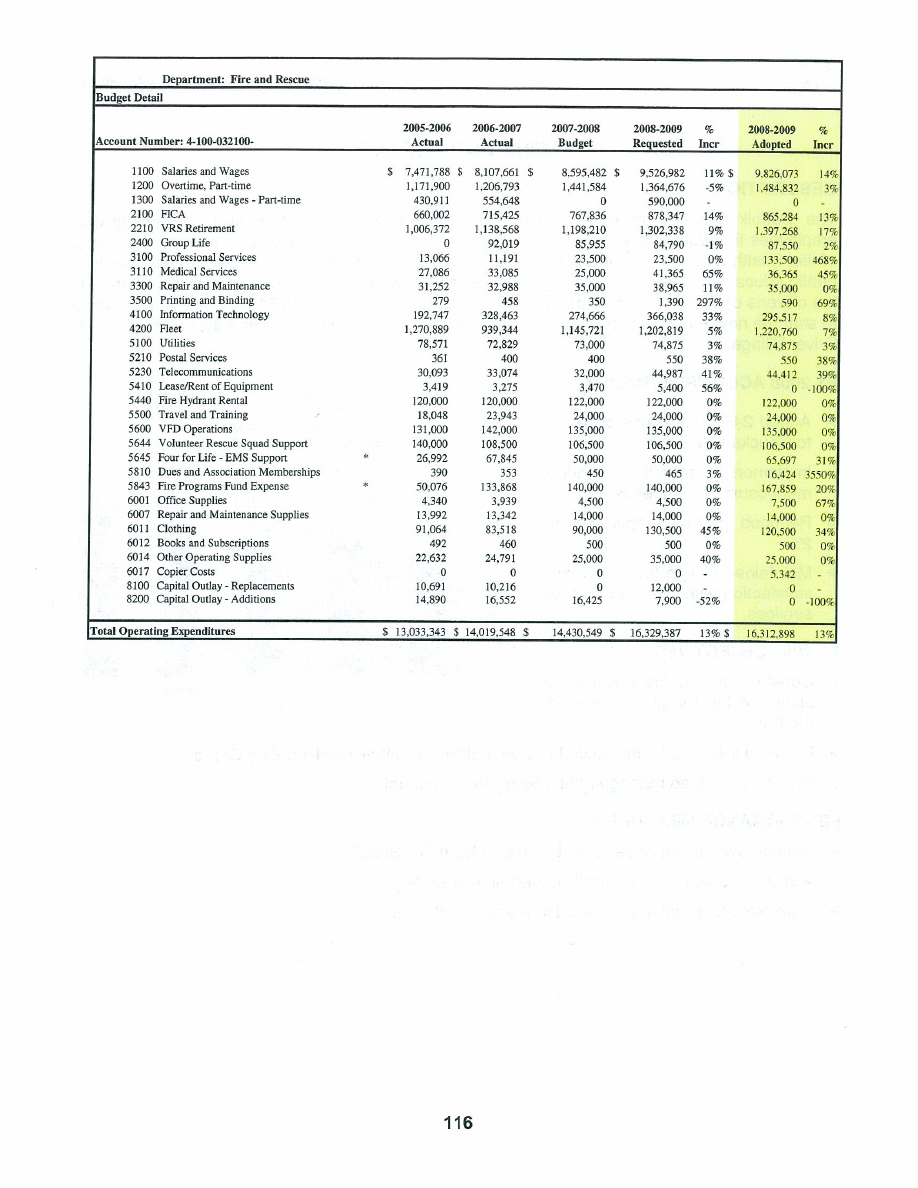 Department: Fire and Rescue
Budget Detail
2005-2006 2006-2007 2007-2008 2008-2009 % 2008-2009 %
Account Number: 4-100-032100- Actual Actual Budget Requested Incr Adopted Incr
1100 Salaries and Wages $ 7,471,788 $ 8,107,661 $ 8,595,482 $ 9,526,982 11% $ 9,826,073 14%
1200 Overtime, Part-time 1,171,900 1,206,793 1,441,584 1,364,676 -5% 1,484,832 3%
1300 Salaries and Wages - Part-time 430,911 554,648 0 590,000 - 0 -
2100 FICA 660,002 715,425 767,836 878,347 14% 865,284 13%
2210 VRS Retirement 1,006,372 1,138,568 1,198,210 1,302,338 9% 1,397,268 17%
2400 Group Life 0 92,019 85,955 84,790 -1% 87,550 2%
3100 Professional Services 13,066 11,191 23,500 23,500 0% 133,500 468%
3110 Medical Services 27,086 33,085 25,000 41,365 65% 36,365 45%
3300 Repair and Maintenance 31,252 32,988 35,000 38,965 11% 35,000 0%
3500 Printing and Binding 279 458 350 1,390 297% 590 69%
4100 Information Technology 192,747 328,463 274,666 366,038 33% 295,517 8%
4200 Fleet 1,270,889 939,344 1,145,721 1,202,819 5% 1,220,760 7%
5100 Utilities 78,571 72,829 73,000 74,875 3% 74,875 3%
5210 Postal Services 361 400 400 550 38% 550 38%
5230 Telecommunications 30,093 33,074 32,000 44,987 41% 44,412 39%
5410 Lease/Rent of Equipment 3,419 3,275 3,470 5,400 56% 0 -100%
5440 Fire Hydrant Rental 120,000 120,000 122,000 122,000 0% 122,000 0%
5500 Travel and Training 18,048 23,943 24,000 24,000 0% 24,000 0%
5600 VFD Operations 131,000 142,000 135,000 135,000 0% 135,000 0%
5644 Volunteer Rescue Squad Support 140,000 108,500 106,500 106,500 0% 106,500 0%
5645 Four for Life - EMS Support * 26,992 67,845 50,000 50,000 0% 65,697 31%
5810 Dues and Association Memberships 390 353 450 465 3% 16,424 3550%
5843 Fire Programs Fund Expense * 50,076 133,868 140,000 140,000 0% 167,859 20%
6001 Office Supplies 4,340 3,939 4,500 4,500 0% 7,500 67%
6007 Repair and Maintenance Supplies 13,992 13,342 14,000 14,000 0% 14,000 0%
6011 Clothing 91,064 83,518 90,000 130,500 45% 120,500 34%
6012 Books and Subscriptions 492 460 500 500 0% 500 0%
6014 Other Operating Supplies 22,632 24,791 25,000 35,000 40% 25,000 0%
6017 Copier Costs 0 0 0 0 - 5,342 -
8100 Capital Outlay - Replacements 10,691 10,216 0 12,000 - 0 -
8200 Capital Outlay - Additions 14,890 16,552 16,425 7,900 -52% 0 -100%
Total Operating Expenditures $ 13,033,343 $ 14,019,548 $ 14,430,549 $ 16,329,387 13% $ 16,312,898 13%
116